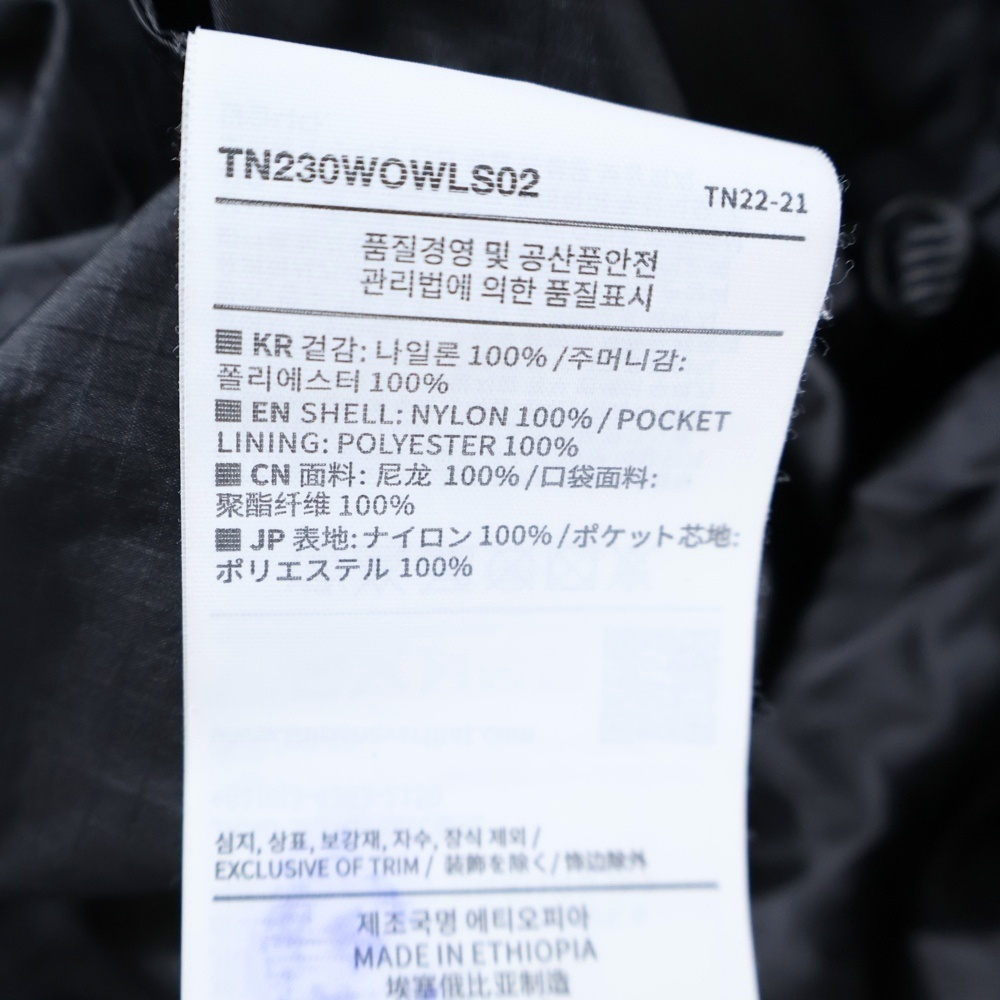 TN230WOWLS02
TN22-21
품질경영 및 공산품안전
관리법에 의한 품질표시
KR 겉감: 나일론 100% /주머니감:
폴리에스터 100%
EN SHELL: NYLON 100% / POCKET
LINING: POLYESTER 100%
CN 面料: 尼龙 100% /口袋面料:
聚酯纤维 100%
JP 表地:ナイロン 100% /ポケット芯地:
ポリエステル 100%
심지, 상표, 보강재, 자수, 장식 제외 /
EXCLUSIVE OF TRIM / 装飾を除く/ 饰边除外
제조국명 에티오피아
MADE IN ETHIOPIA
埃塞俄比亚制造